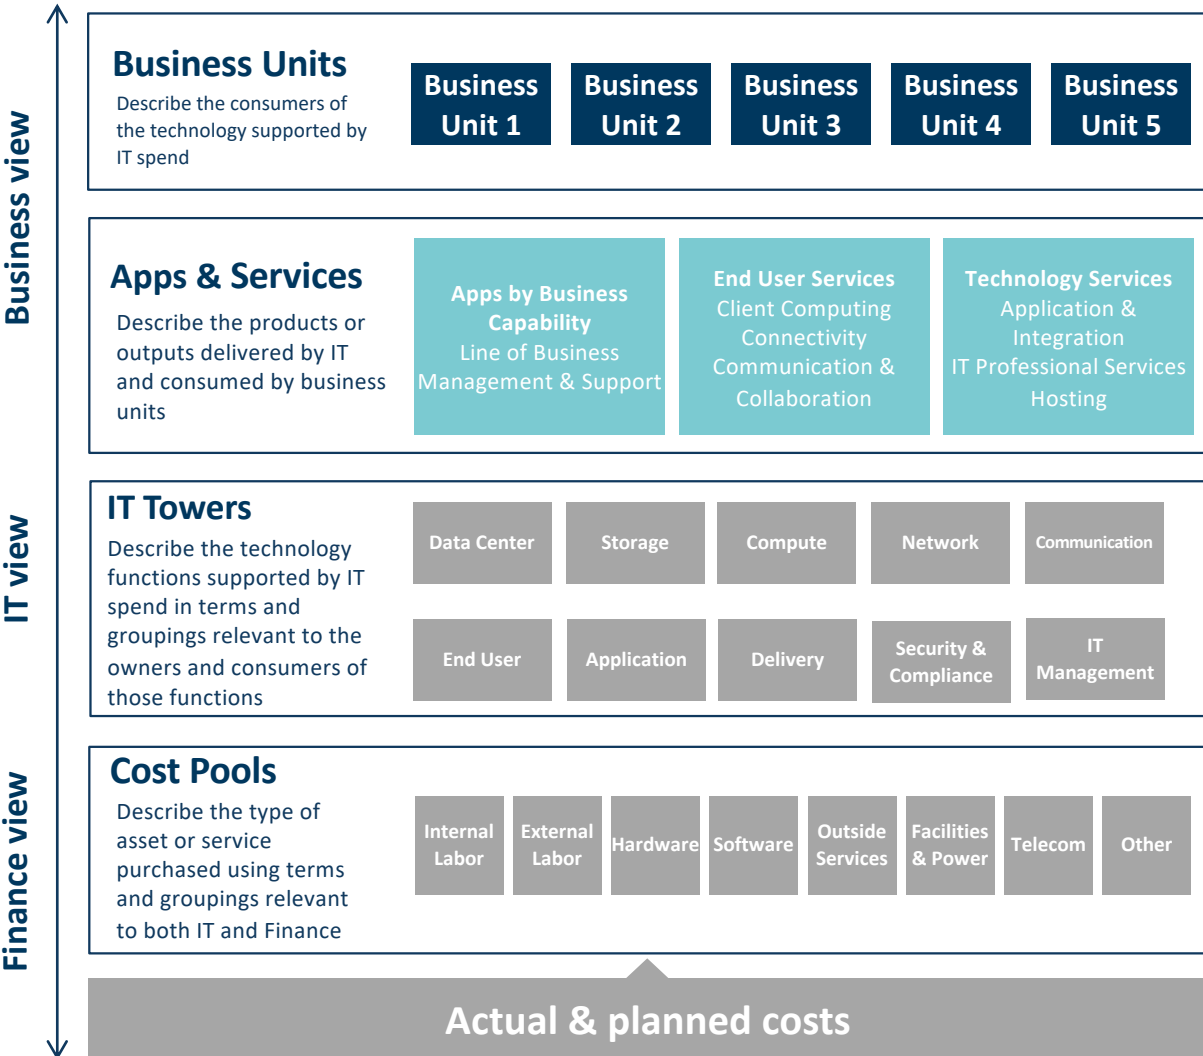 Business view
IT view
Finance view
Business Units
Describe the consumers of
the technology supported by
IT spend
Business
Unit 1
Business
Unit 2
Business
Unit 3
Business
Unit 4
Business
Unit 5
Apps & Services
Describe the products or
outputs delivered by IT
and consumed by business
units
Apps by Business
Capability
Line of Business
Management & Support
End User Services
Client Computing
Connectivity
Communication &
Collaboration
Technology Services
Application &
Integration
IT Professional Services
Hosting
IT Towers
Describe the technology
functions supported by IT
spend in terms and
groupings relevant to the
owners and consumers of
those functions
Data Center
Storage
Compute
Network
Communication
End User
Application
Delivery
Security &
Compliance
IT
Management
Cost Pools
Describe the type of
asset or service
purchased using terms
and groupings relevant
to both IT and Finance
Internal
Labor
External
Labor
Hardware
Software
Outside
Services
Facilities
& Power
Telecom
Other
Actual & planned costs